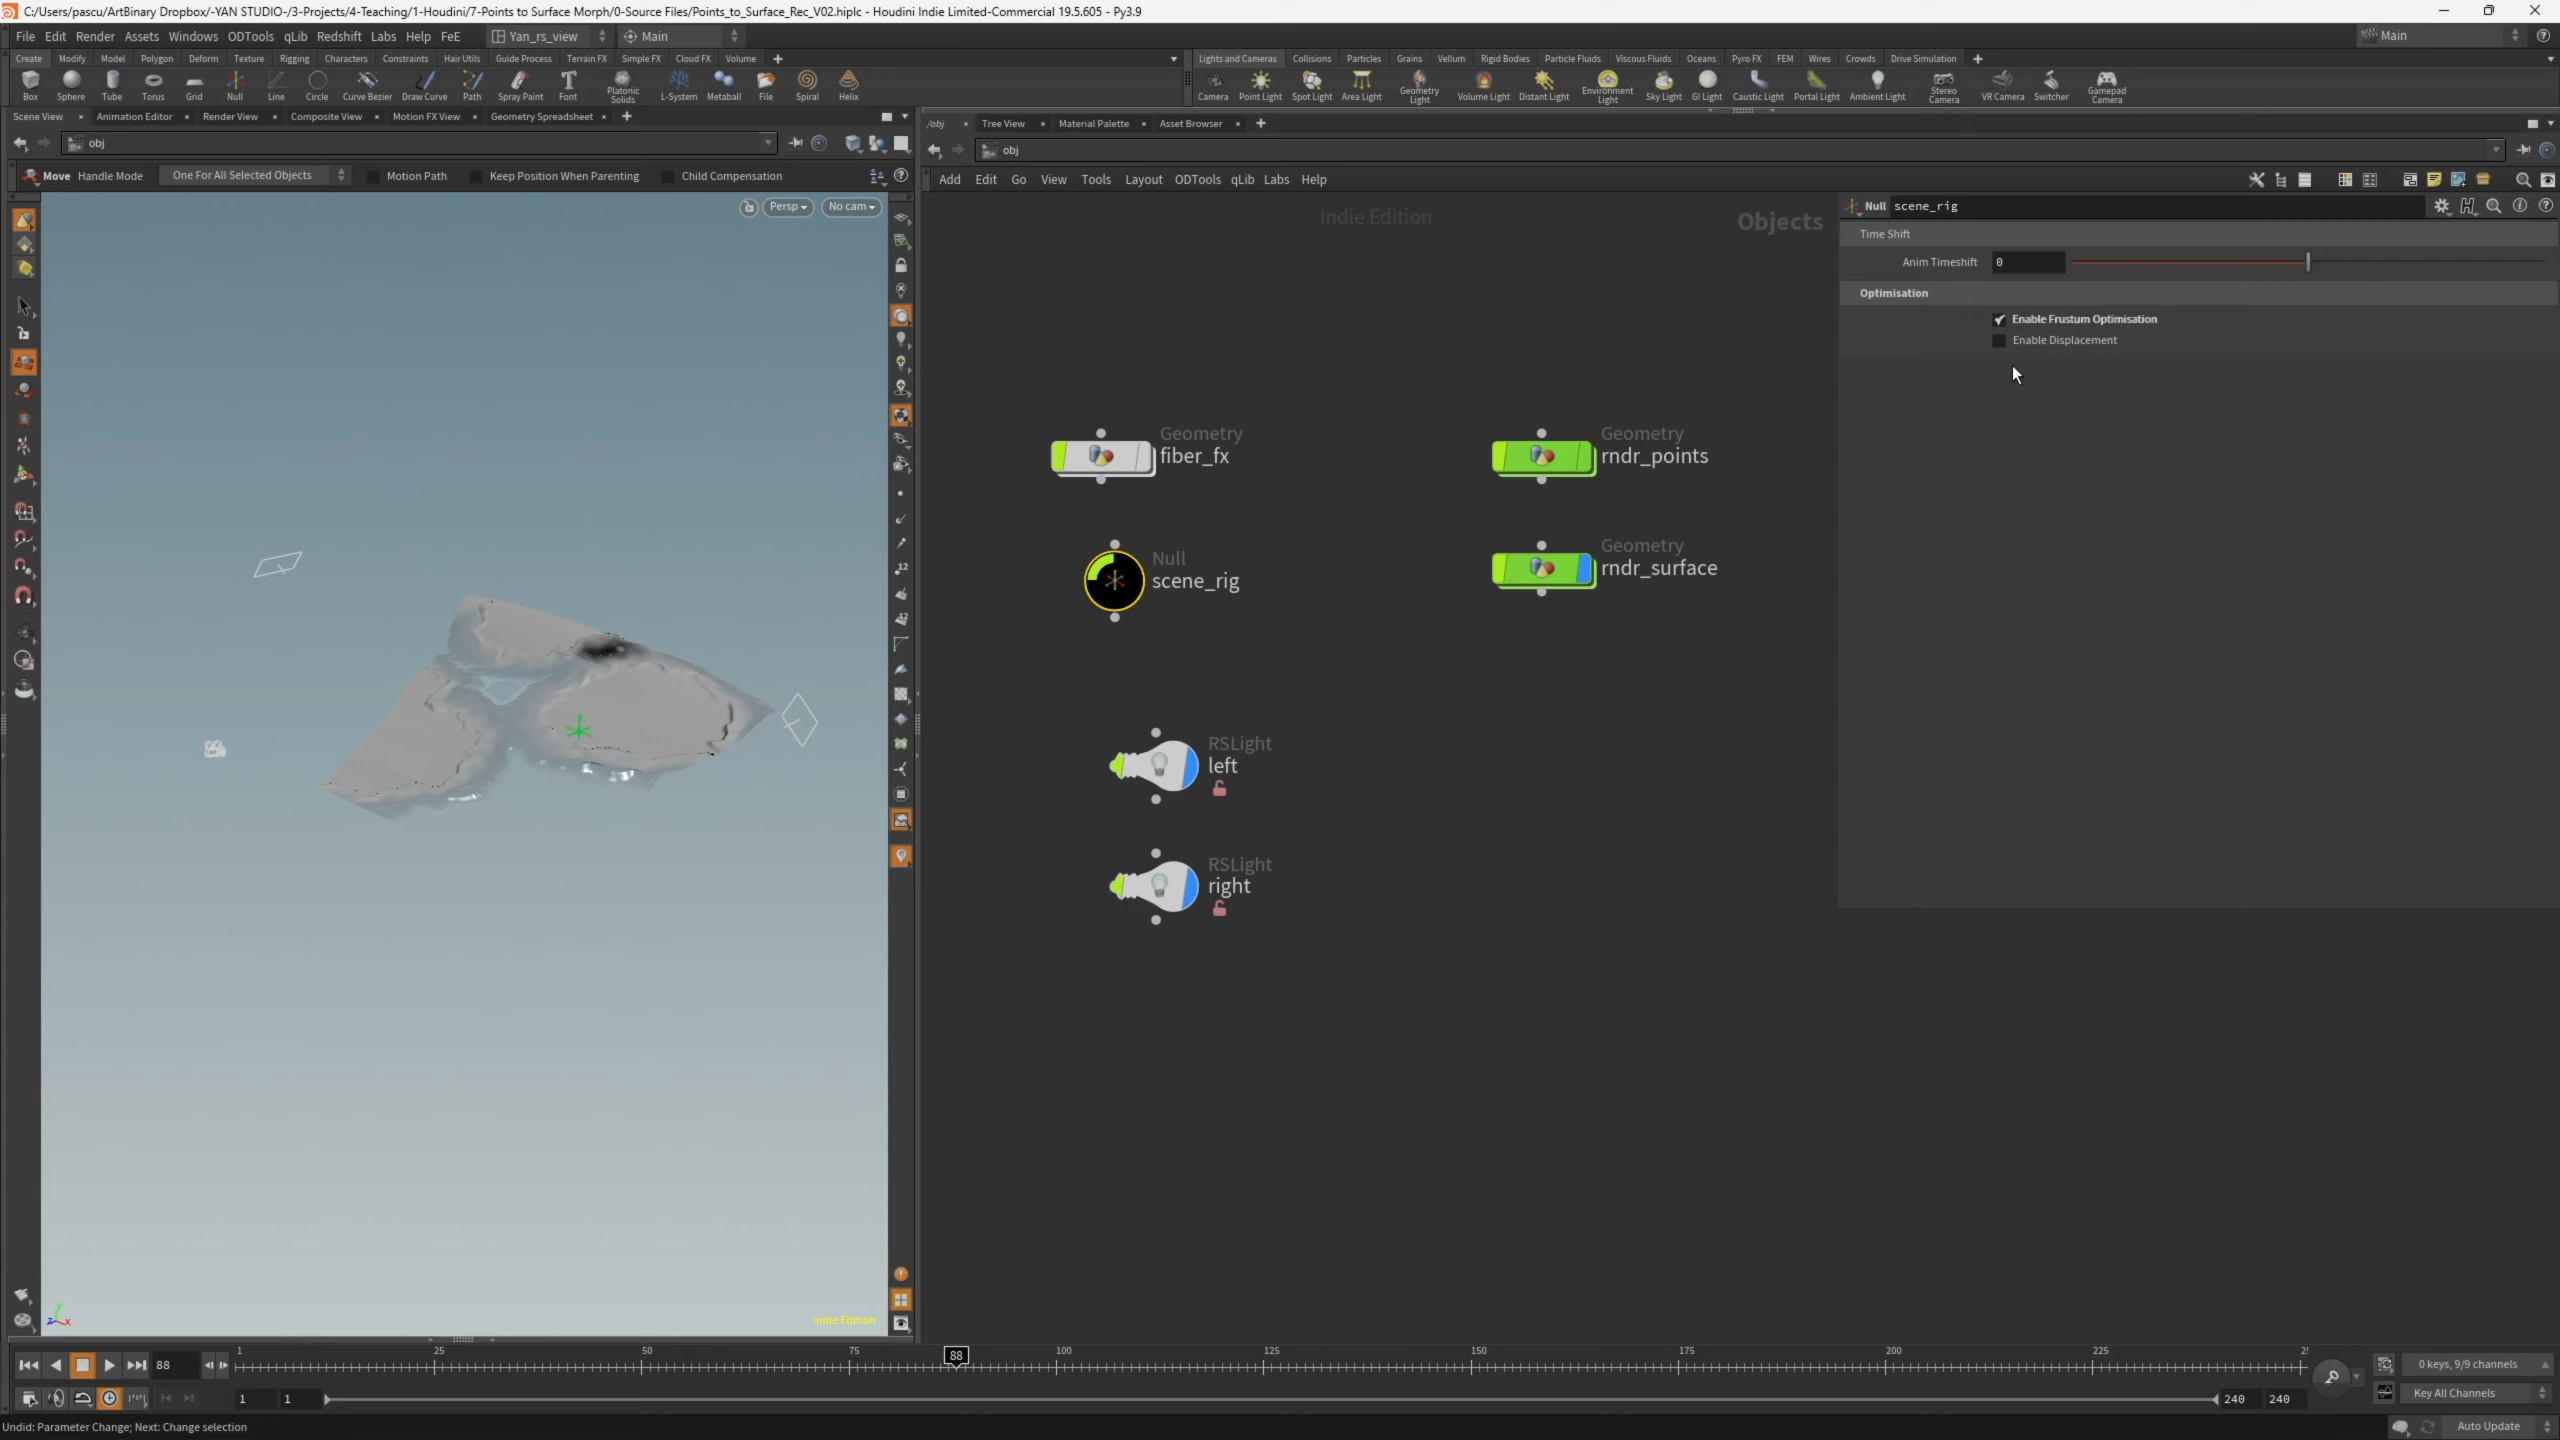 C:/Users/pascu/ArtBinary Dropbox/-YAN STUDIO-/3-Projects/4-Teaching/1-Houdini/7-Points to Surface Morph/0-Source Files/Points_to_Surface_Rec_V02.hiplc - Houdini Indie Limited-Commercial 19.5.605 - Py3.9
File Edit Render Assets Windows ODTools qLib Redshift Labs Help FeE Yan_rs_view Main Main
Create Modify Model Polygon Deform Texture Rigging Characters Constraints Hair Utils Guide Process Terrain FX Simple FX Cloud FX Volume
Lights and Cameras Collisions Particles Grains Vellum Rigid Bodies Particle Fluids Viscous Fluids Oceans Pyro FX FEM Wires Crowds Drive Simulation
Box Sphere Tube Torus Grid Null Line Circle Curve Bezier Draw Curve Path Spray Paint Font Platonic Solids L-System Metaball File Spiral Helix
Camera Point Light Spot Light Area Light Geometry Light Volume Light Distant Light Environment Light Sky Light GI Light Caustic Light Portal Light Ambient Light Stereo Camera VR Camera Switcher Gamepad Camera
Scene View Animation Editor Render View Composite View Motion FX View Geometry Spreadsheet
/obj Tree View Material Palette Asset Browser
obj
obj
Move Handle Mode One For All Selected Objects Motion Path Keep Position When Parenting Child Compensation
Add Edit Go View Tools Layout ODTools qLib Labs Help
Persp No cam
Indie Edition
Objects
Null scene_rig
Time Shift
Anim Timeshift 0
Optimisation
Enable Frustum Optimisation
Enable Displacement
Geometry
fiber_fx
Geometry
rndr_points
Null
scene_rig
Geometry
rndr_surface
RSLight
left
RSLight
right
12
12
Indie Edition
y
z x
88 1 25 50 75 88 100 125 150 175 200 225
0 keys, 9/9 channels
1 1 240 240
Key All Channels
Undid: Parameter Change; Next: Change selection
Auto Update